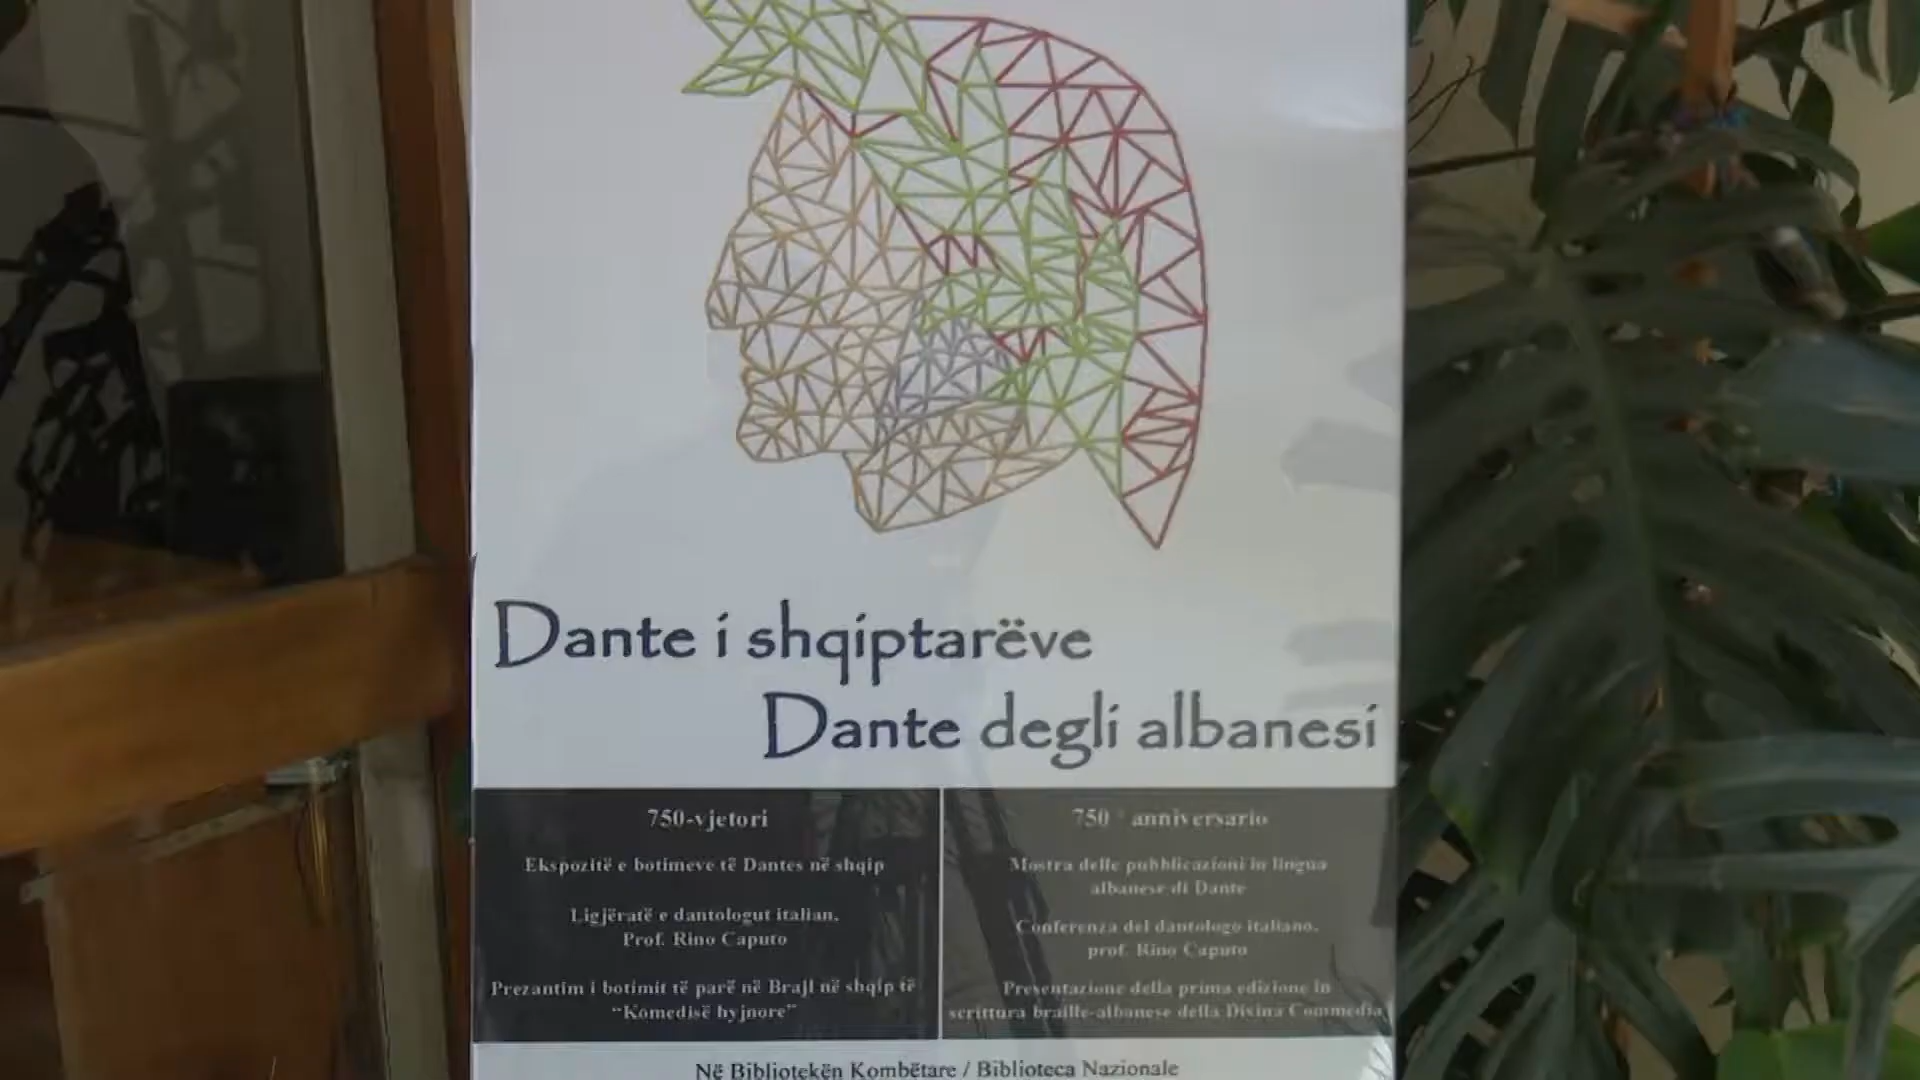 Dante i shqiptarëve
Dante degli albanesi
750-vjetori
Ekspozitë e botimeve të Dantes në shqip
Ligjëratë e dantologut italian,
Prof. Rino Caputo
Prezantim i botimit të parë në Brajl në shqip të
“Komedisë hyjnore”
750 ° anniversario
Mostra delle pubblicazioni in lingua
albanese di Dante
Conferenza del dantologo italiano,
prof. Rino Caputo
Presentazione della prima edizione in
scrittura braille-albanese della Divina Commedia
Në Bibliotekën Kombëtare / Biblioteca Nazionale